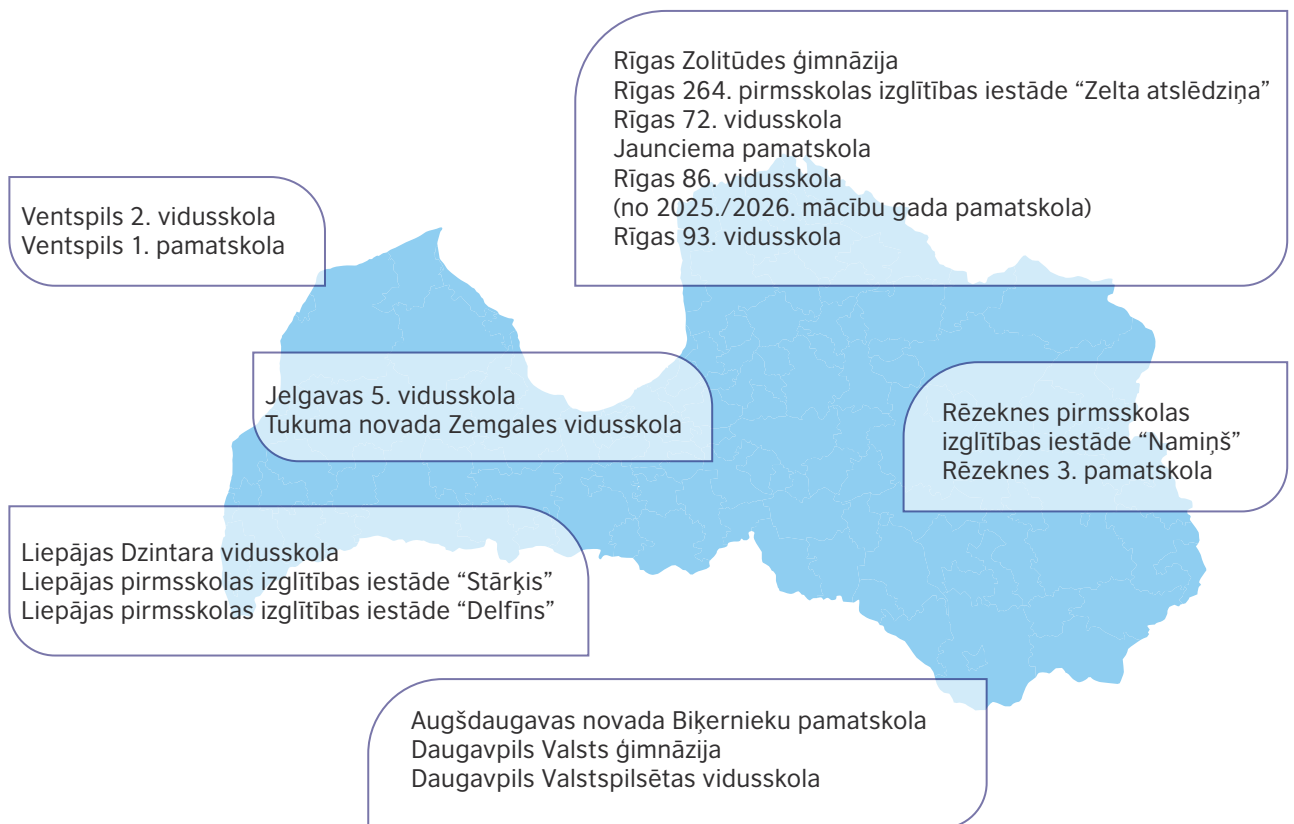 Rīgas Zolitūdes ģimnāzija
Rīgas 264. pirmsskolas izglītības iestāde “Zelta atslēdziņa”
Rīgas 72. vidusskola
Jaunciema pamatskola
Rīgas 86. vidusskola
(no 2025./2026. mācību gada pamatskola)
Rīgas 93. vidusskola
Ventspils 2. vidusskola
Ventspils 1. pamatskola
Jelgavas 5. vidusskola
Tukuma novada Zemgales vidusskola
Rēzeknes pirmsskolas
izglītības iestāde “Namiņš”
Rēzeknes 3. pamatskola
Liepājas Dzintara vidusskola
Liepājas pirmsskolas izglītības iestāde “Stārķis”
Liepājas pirmsskolas izglītības iestāde “Delfīns”
Augšdaugavas novada Biķernieku pamatskola
Daugavpils Valsts ģimnāzija
Daugavpils Valstspilsētas vidusskola